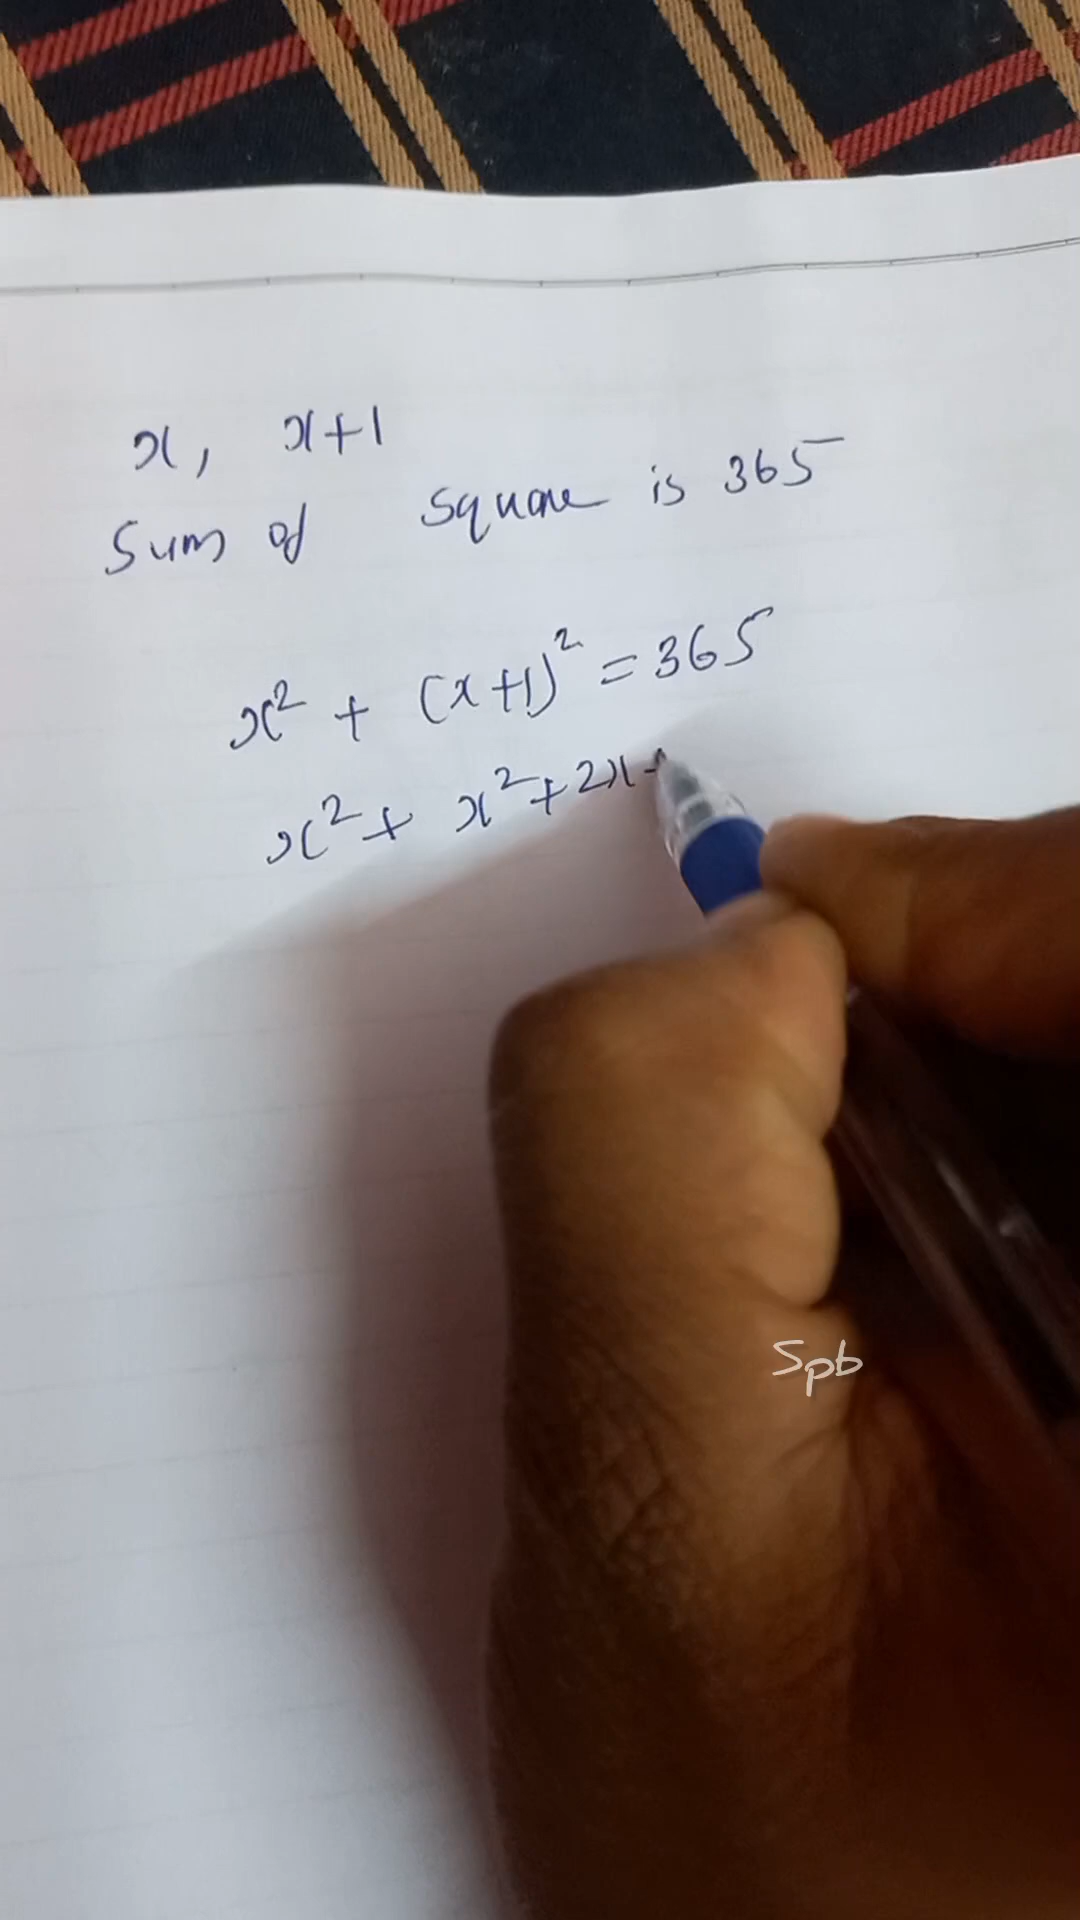 x, x+1
Sum of square is 365
x² + (x+1)² = 365
x² + x² + 2x
Spb